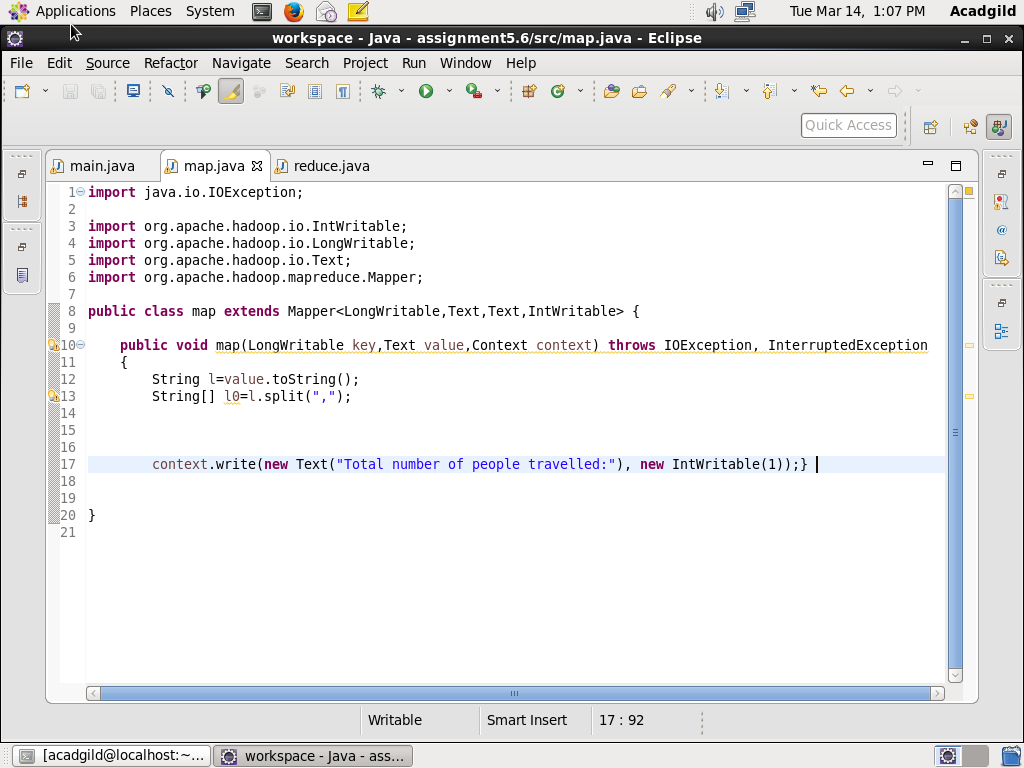 Applications Places System Tue Mar 14, 1:07 PM Acadgild
workspace - Java - assignment5.6/src/map.java - Eclipse
File Edit Source Refactor Navigate Search Project Run Window Help
Quick Access
main.java map.java reduce.java
1 import java.io.IOException;
2
3 import org.apache.hadoop.io.IntWritable;
4 import org.apache.hadoop.io.LongWritable;
5 import org.apache.hadoop.io.Text;
6 import org.apache.hadoop.mapreduce.Mapper;
7
8 public class map extends Mapper<LongWritable,Text,Text,IntWritable> {
9
10 public void map(LongWritable key,Text value,Context context) throws IOException, InterruptedException
11 {
12 String l=value.toString();
13 String[] l0=l.split(",");
14
15
16
17 context.write(new Text("Total number of people travelled:"), new IntWritable(1));}
18
19
20 }
21
Writable Smart Insert 17 : 92
[acadgild@localhost:~... workspace - Java - ass...